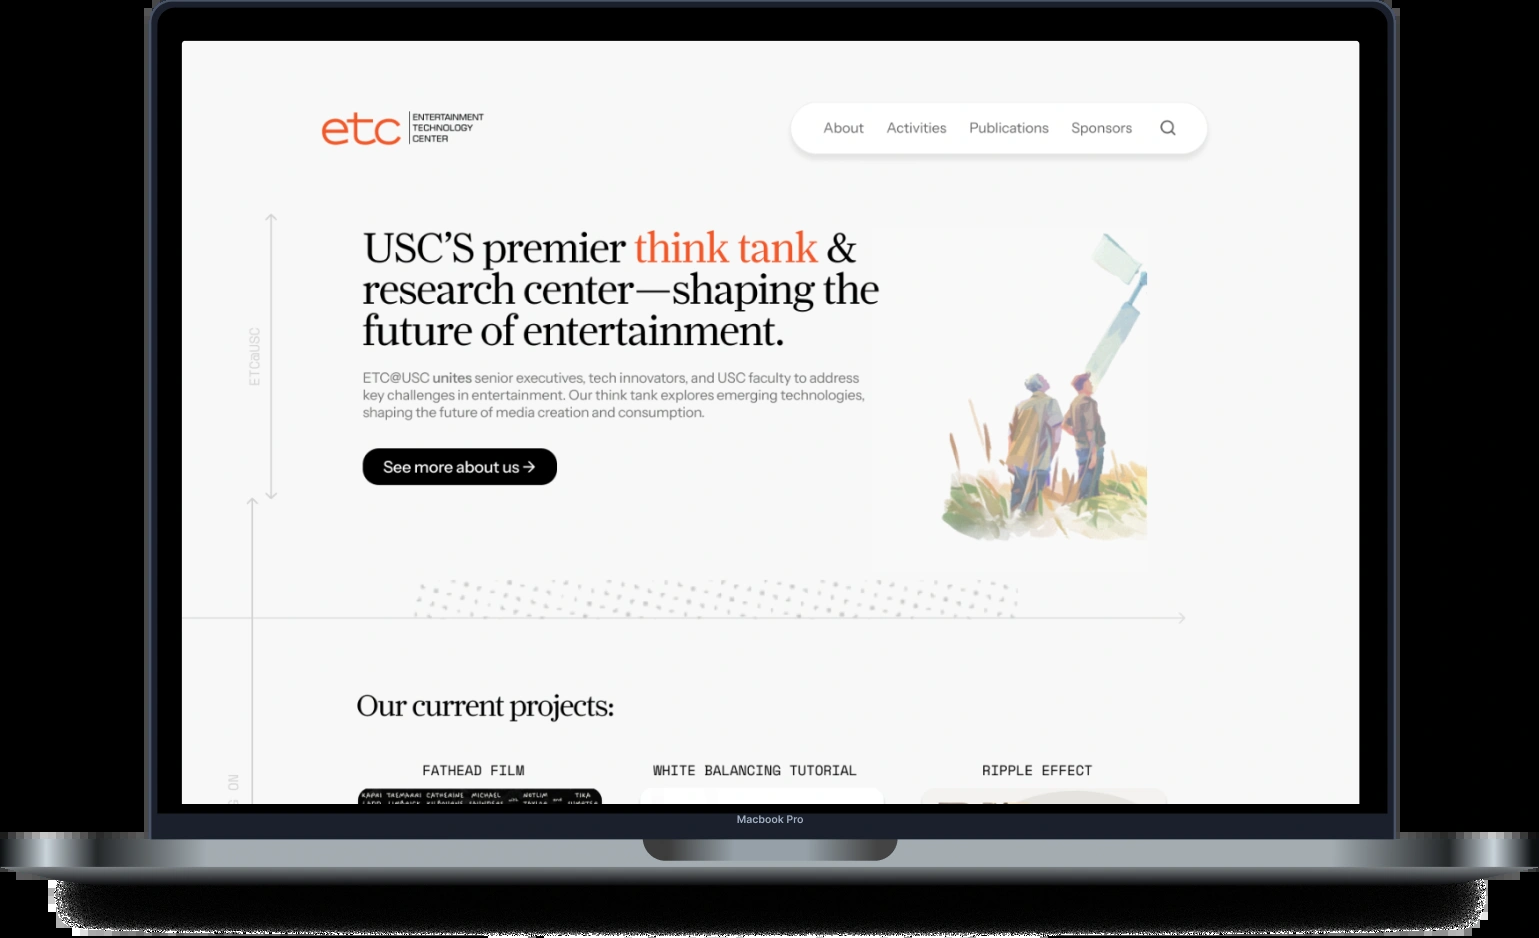 etc
ENTERTAINMENT
TECHNOLOGY
CENTER
About Activities Publications Sponsors
ETC@USC
USC’S premier think tank &
research center—shaping the
future of entertainment.
ETC@USC unites senior executives, tech innovators, and USC faculty to address
key challenges in entertainment. Our think tank explores emerging technologies,
shaping the future of media creation and consumption.
See more about us →
Our current projects:
ON
FATHEAD FILM
WHITE BALANCING TUTORIAL
RIPPLE EFFECT
CATHERINE MICHAEL
TIKA
Macbook Pro